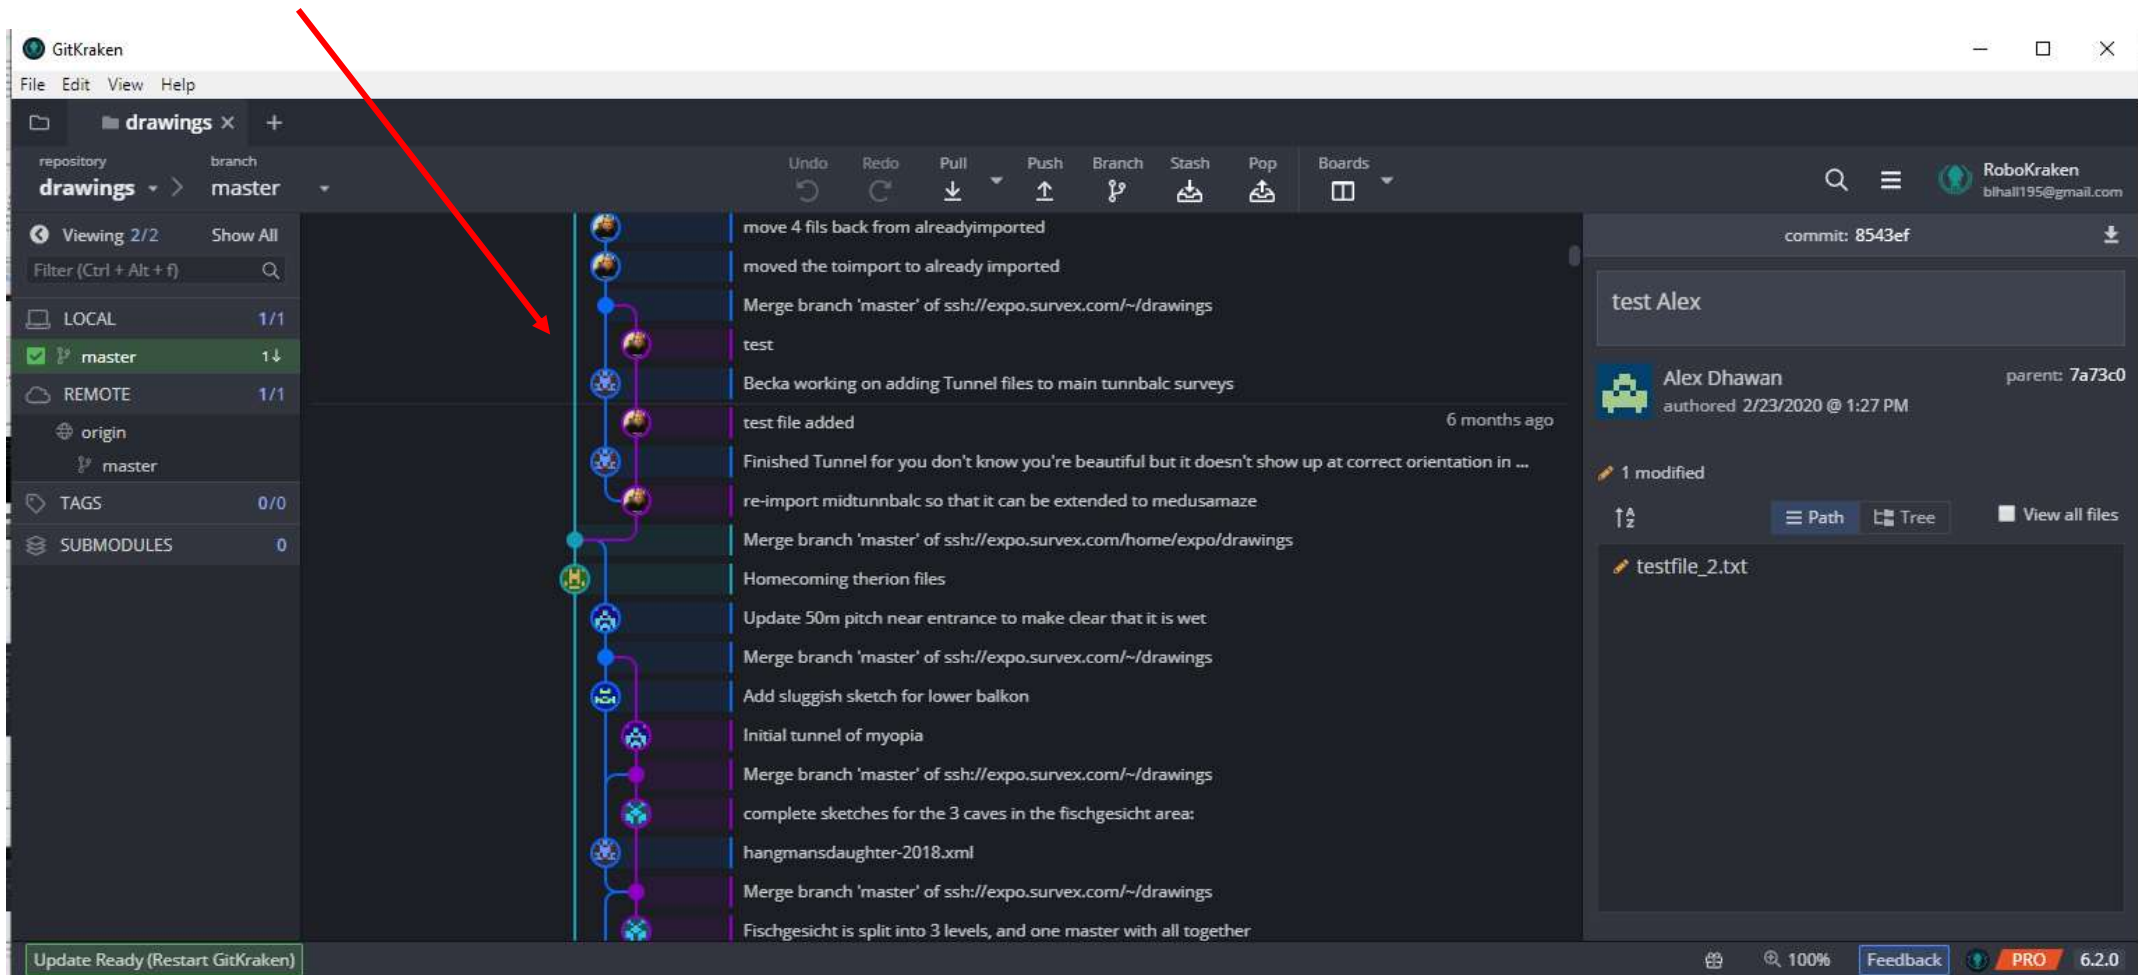 GitKraken
File Edit View Help
drawings
repository branch
drawings master
Undo Redo Pull Push Branch Stash Pop Boards
RoboKraken
blhall195@gmail.com
Viewing 2/2 Show All
Filter (Ctrl + Alt + f)
LOCAL 1/1
master 1↓
REMOTE 1/1
origin
master
TAGS 0/0
SUBMODULES 0
move 4 fils back from alreadyimported
moved the toimport to already imported
Merge branch 'master' of ssh://expo.survex.com/~/drawings
test
Becka working on adding Tunnel files to main tunnbalc surveys
test file added 6 months ago
Finished Tunnel for you don't know you're beautiful but it doesn't show up at correct orientation in ...
re-import midtunnbalc so that it can be extended to medusamaze
Merge branch 'master' of ssh://expo.survex.com/home/expo/drawings
Homecoming therion files
Update 50m pitch near entrance to make clear that it is wet
Merge branch 'master' of ssh://expo.survex.com/~/drawings
Add sluggish sketch for lower balkon
Initial tunnel of myopia
Merge branch 'master' of ssh://expo.survex.com/~/drawings
complete sketches for the 3 caves in the fischgesicht area:
hangmansdaughter-2018.xml
Merge branch 'master' of ssh://expo.survex.com/~/drawings
Fischgesicht is split into 3 levels, and one master with all together
commit: 8543ef
test Alex
Alex Dhawan parent: 7a73c0
authored 2/23/2020 @ 1:27 PM
1 modified
Path Tree View all files
testfile_2.txt
Update Ready (Restart GitKraken) 100% Feedback PRO 6.2.0